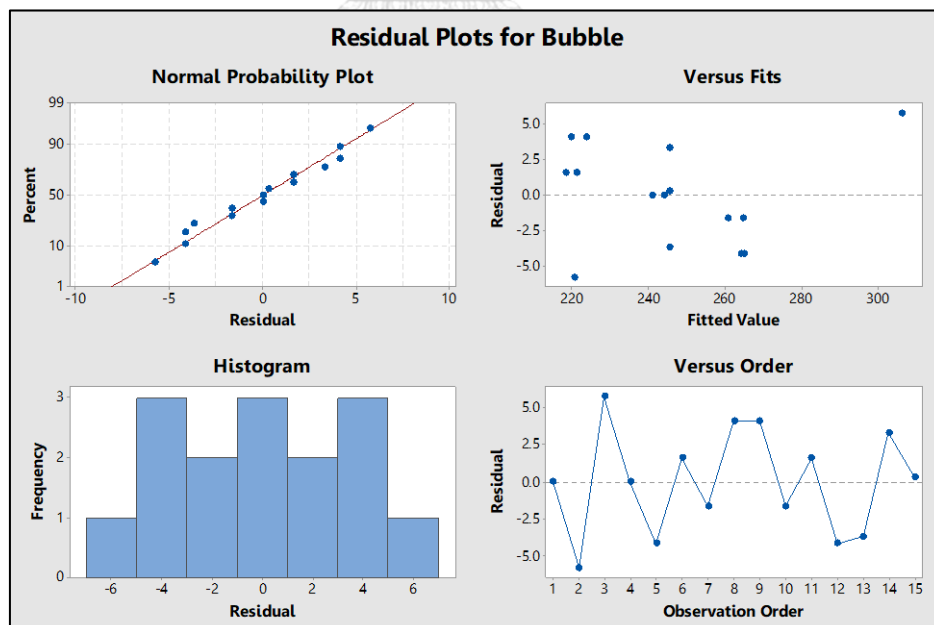 Residual Plots for Bubble
Normal Probability Plot
99
90
50
10
1
Percent
-10 -5 0 5 10
Residual
Versus Fits
5.0
2.5
0.0
-2.5
-5.0
Residual
220 240 260 280 300
Fitted Value
Histogram
3
2
1
0
Frequency
-6 -4 -2 0 2 4 6
Residual
Versus Order
5.0
2.5
0.0
-2.5
-5.0
Residual
1 2 3 4 5 6 7 8 9 10 11 12 13 14 15
Observation Order